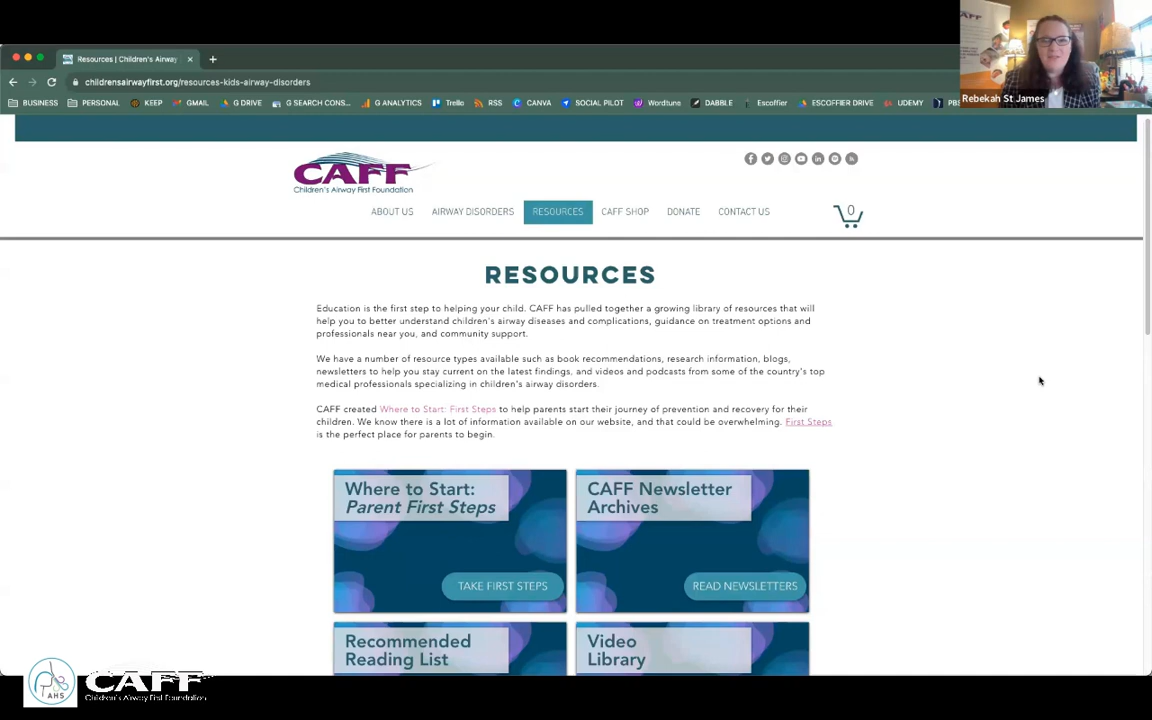 Resources | Children's Airway
childrensairwayfirst.org/resources-kids-airway-disorders
BUSINESS PERSONAL KEEP GMAIL G DRIVE G SEARCH CONS... G ANALYTICS Trello RSS CANVA SOCIAL PILOT Wordtune DABBLE Escoffier ESCOFFIER DRIVE UDEMY PBS
CAFF
Rebekah St James
CAFF
Children's Airway First Foundation
ABOUT US AIRWAY DISORDERS RESOURCES CAFF SHOP DONATE CONTACT US 0
RESOURCES
Education is the first step to helping your child. CAFF has pulled together a growing library of resources that will
help you to better understand children's airway diseases and complications, guidance on treatment options and
professionals near you, and community support.
We have a number of resource types available such as book recommendations, research information, blogs,
newsletters to help you stay current on the latest findings, and videos and podcasts from some of the country's top
medical professionals specializing in children's airway disorders.
CAFF created Where to Start: First Steps to help parents start their journey of prevention and recovery for their
children. We know there is a lot of information available on our website, and that could be overwhelming. First Steps
is the perfect place for parents to begin.
Where to Start:
Parent First Steps
TAKE FIRST STEPS
CAFF Newsletter
Archives
READ NEWSLETTERS
Recommended
Reading List
Video
Library
AHS
CAFF
Children's Airway First Foundation